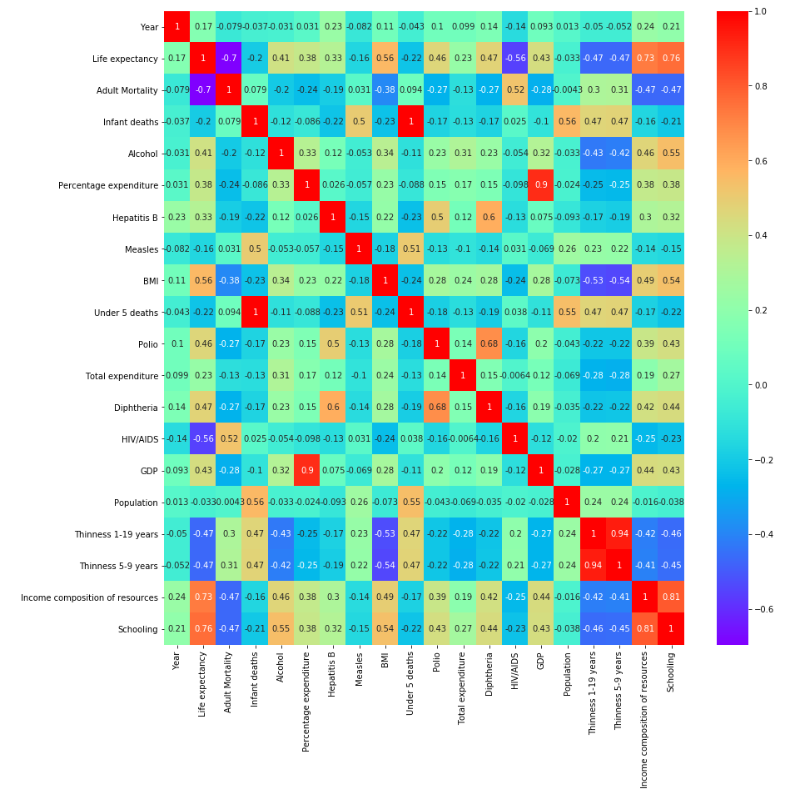 Year 1 0.17 -0.079 -0.037 -0.031 0.031 0.23 -0.082 0.11 -0.043 0.1 0.099 0.14 -0.14 0.093 0.013 -0.05 -0.052 0.24 0.21
Life expectancy 0.17 1 -0.7 -0.2 0.41 0.38 0.33 -0.16 0.56 -0.22 0.46 0.23 0.47 -0.56 0.43 -0.033 -0.47 -0.47 0.73 0.76
Adult Mortality -0.079 -0.7 1 0.079 -0.2 -0.24 -0.19 0.031 -0.38 0.094 -0.27 -0.13 -0.27 0.52 -0.28 -0.0043 0.3 0.31 -0.47 -0.47
Infant deaths -0.037 -0.2 0.079 1 -0.12 -0.086 -0.22 0.5 -0.23 1 -0.17 -0.13 -0.17 0.025 -0.1 0.56 0.47 0.47 -0.16 -0.21
Alcohol -0.031 0.41 -0.2 -0.12 1 0.33 0.12 -0.053 0.34 -0.11 0.23 0.31 0.23 -0.054 0.32 -0.033 -0.43 -0.42 0.46 0.55
Percentage expenditure 0.031 0.38 -0.24 -0.086 0.33 1 0.026 -0.057 0.23 -0.088 0.15 0.17 0.15 -0.098 0.9 -0.024 -0.25 -0.25 0.38 0.38
Hepatitis B 0.23 0.33 -0.19 -0.22 0.12 0.026 1 -0.15 0.22 -0.23 0.5 0.12 0.6 -0.13 0.075 -0.093 -0.17 -0.19 0.3 0.32
Measles -0.082 -0.16 0.031 0.5 -0.053 -0.057 -0.15 1 -0.18 0.51 -0.13 -0.1 -0.14 0.031 -0.069 0.26 0.23 0.22 -0.14 -0.15
BMI 0.11 0.56 -0.38 -0.23 0.34 0.23 0.22 -0.18 1 -0.24 0.28 0.24 0.28 -0.24 0.28 -0.073 -0.53 -0.54 0.49 0.54
Under 5 deaths -0.043 -0.22 0.094 1 -0.11 -0.088 -0.23 0.51 -0.24 1 -0.18 -0.13 -0.19 0.038 -0.11 0.55 0.47 0.47 -0.17 -0.22
Polio 0.1 0.46 -0.27 -0.17 0.23 0.15 0.5 -0.13 0.28 -0.18 1 0.14 0.68 -0.16 0.2 -0.043 -0.22 -0.22 0.39 0.43
Total expenditure 0.099 0.23 -0.13 -0.13 0.31 0.17 0.12 -0.1 0.24 -0.13 0.14 1 0.15 -0.0064 0.12 -0.069 -0.28 -0.28 0.19 0.27
Diphtheria 0.14 0.47 -0.27 -0.17 0.23 0.15 0.6 -0.14 0.28 -0.19 0.68 0.15 1 -0.16 0.19 -0.035 -0.22 -0.22 0.42 0.44
HIV/AIDS -0.14 -0.56 0.52 0.025 -0.054 -0.098 -0.13 0.031 -0.24 0.038 -0.16 -0.0064 -0.16 1 -0.12 -0.02 0.2 0.21 -0.25 -0.23
GDP 0.093 0.43 -0.28 -0.1 0.32 0.9 0.075 -0.069 0.28 -0.11 0.2 0.12 0.19 -0.12 1 -0.028 -0.27 -0.27 0.44 0.43
Population 0.013 -0.033 -0.0043 0.56 -0.033 -0.024 -0.093 0.26 -0.073 0.55 -0.043 -0.069 -0.035 -0.02 -0.028 1 0.24 0.24 -0.016 -0.038
Thinness 1-19 years -0.05 -0.47 0.3 0.47 -0.43 -0.25 -0.17 0.23 -0.53 0.47 -0.22 -0.28 -0.22 0.2 -0.27 0.24 1 0.94 -0.42 -0.46
Thinness 5-9 years -0.052 -0.47 0.31 0.47 -0.42 -0.25 -0.19 0.22 -0.54 0.47 -0.22 -0.28 -0.22 0.21 -0.27 0.24 0.94 1 -0.41 -0.45
Income composition of resources 0.24 0.73 -0.47 -0.16 0.46 0.38 0.3 -0.14 0.49 -0.17 0.39 0.19 0.42 -0.25 0.44 -0.016 -0.42 -0.41 1 0.81
Schooling 0.21 0.76 -0.47 -0.21 0.55 0.38 0.32 -0.15 0.54 -0.22 0.43 0.27 0.44 -0.23 0.43 -0.038 -0.46 -0.45 0.81 1
Year
Life expectancy
Adult Mortality
Infant deaths
Alcohol
Percentage expenditure
Hepatitis B
Measles
BMI
Under 5 deaths
Polio
Total expenditure
Diphtheria
HIV/AIDS
GDP
Population
Thinness 1-19 years
Thinness 5-9 years
Income composition of resources
Schooling
1.0
0.8
0.6
0.4
0.2
0.0
−0.2
−0.4
−0.6